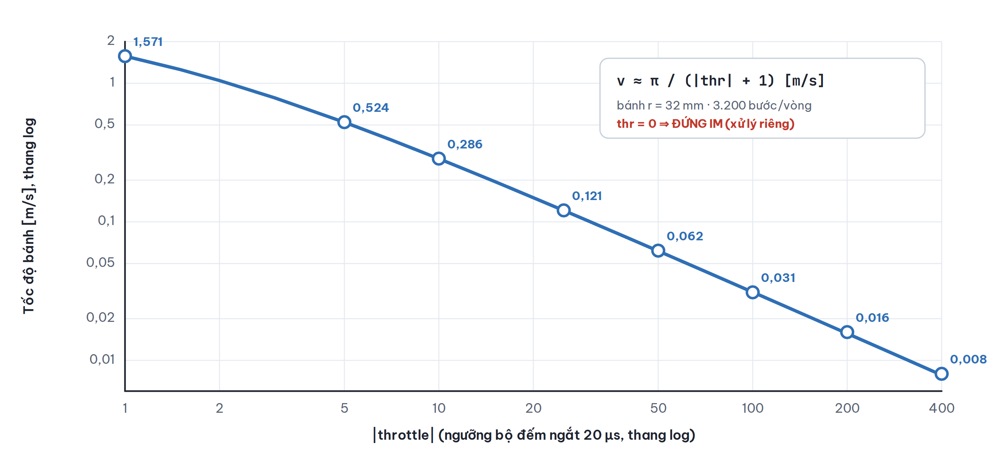 2
1,571
1
0,5
0,2
0,1
0,05
0,02
0,01
Tốc độ bánh [m/s], thang log
0,524
0,286
0,121
0,062
0,031
0,016
0,008
v ≈ π / (|thr| + 1) [m/s]
bánh r = 32 mm · 3.200 bước/vòng
thr = 0 ⇒ ĐỨNG IM (xử lý riêng)
1 2 5 10 20 50 100 200 400
|throttle| (ngưỡng bộ đếm ngắt 20 µs, thang log)